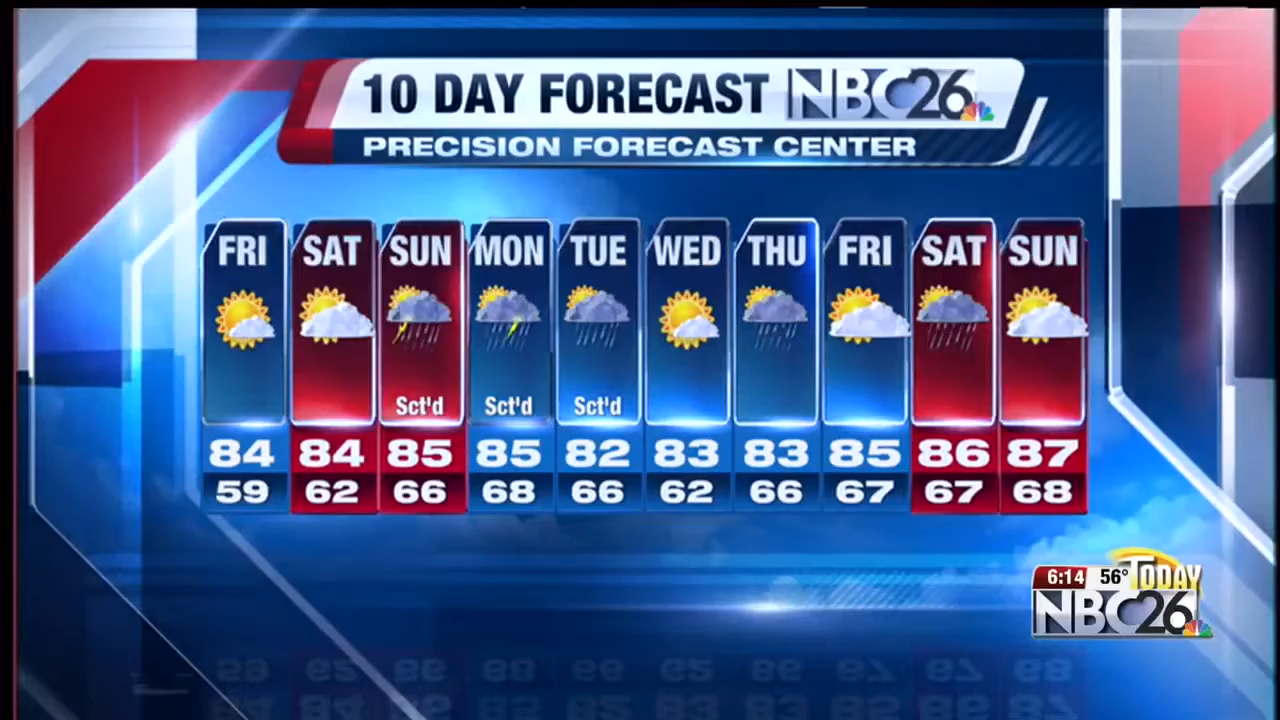 10 DAY FORECAST NBC26
PRECISION FORECAST CENTER
FRI SAT SUN MON TUE WED THU FRI SAT SUN
Sct'd Sct'd Sct'd
84 84 85 85 82 83 83 85 86 87
59 62 66 68 66 62 66 67 67 68
6:14 56° TODAY
NBC26